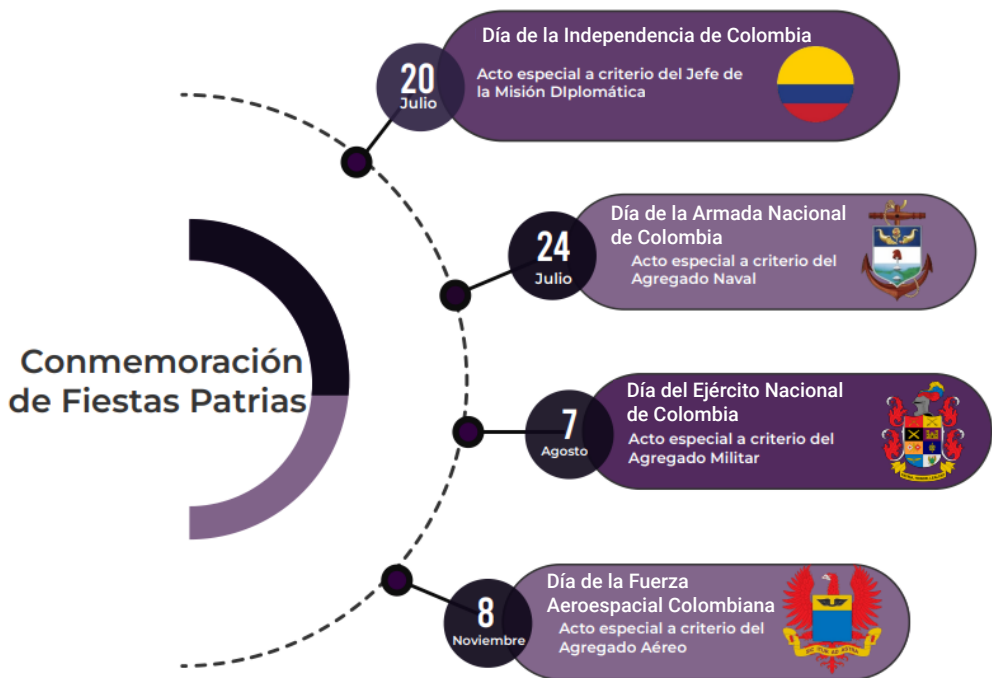 Conmemoración
de Fiestas Patrias
20
Julio
Día de la Independencia de Colombia
Acto especial a criterio del Jefe de
la Misión DIplomática
24
Julio
Día de la Armada Nacional
de Colombia
Acto especial a criterio del
Agregado Naval
7
Agosto
Día del Ejército Nacional
de Colombia
Acto especial a criterio del
Agregado Militar
8
Noviembre
Día de la Fuerza
Aeroespacial Colombiana
Acto especial a criterio del
Agregado Aéreo
SIC ITUR AD ASTRA